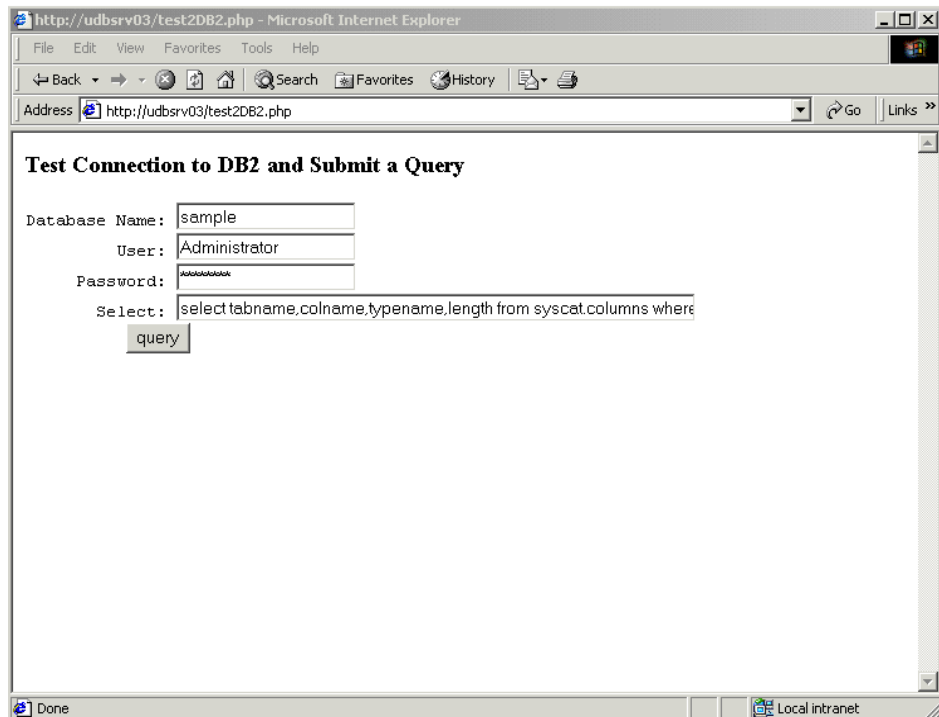 http://udbsrv03/test2DB2.php - Microsoft Internet Explorer
File Edit View Favorites Tools Help
Back Search Favorites History
Address http://udbsrv03/test2DB2.php Go Links »
Test Connection to DB2 and Submit a Query
Database Name: sample
User: Administrator
Password: *********
Select: select tabname,colname,typename,length from syscat.columns where
query
Done Local intranet